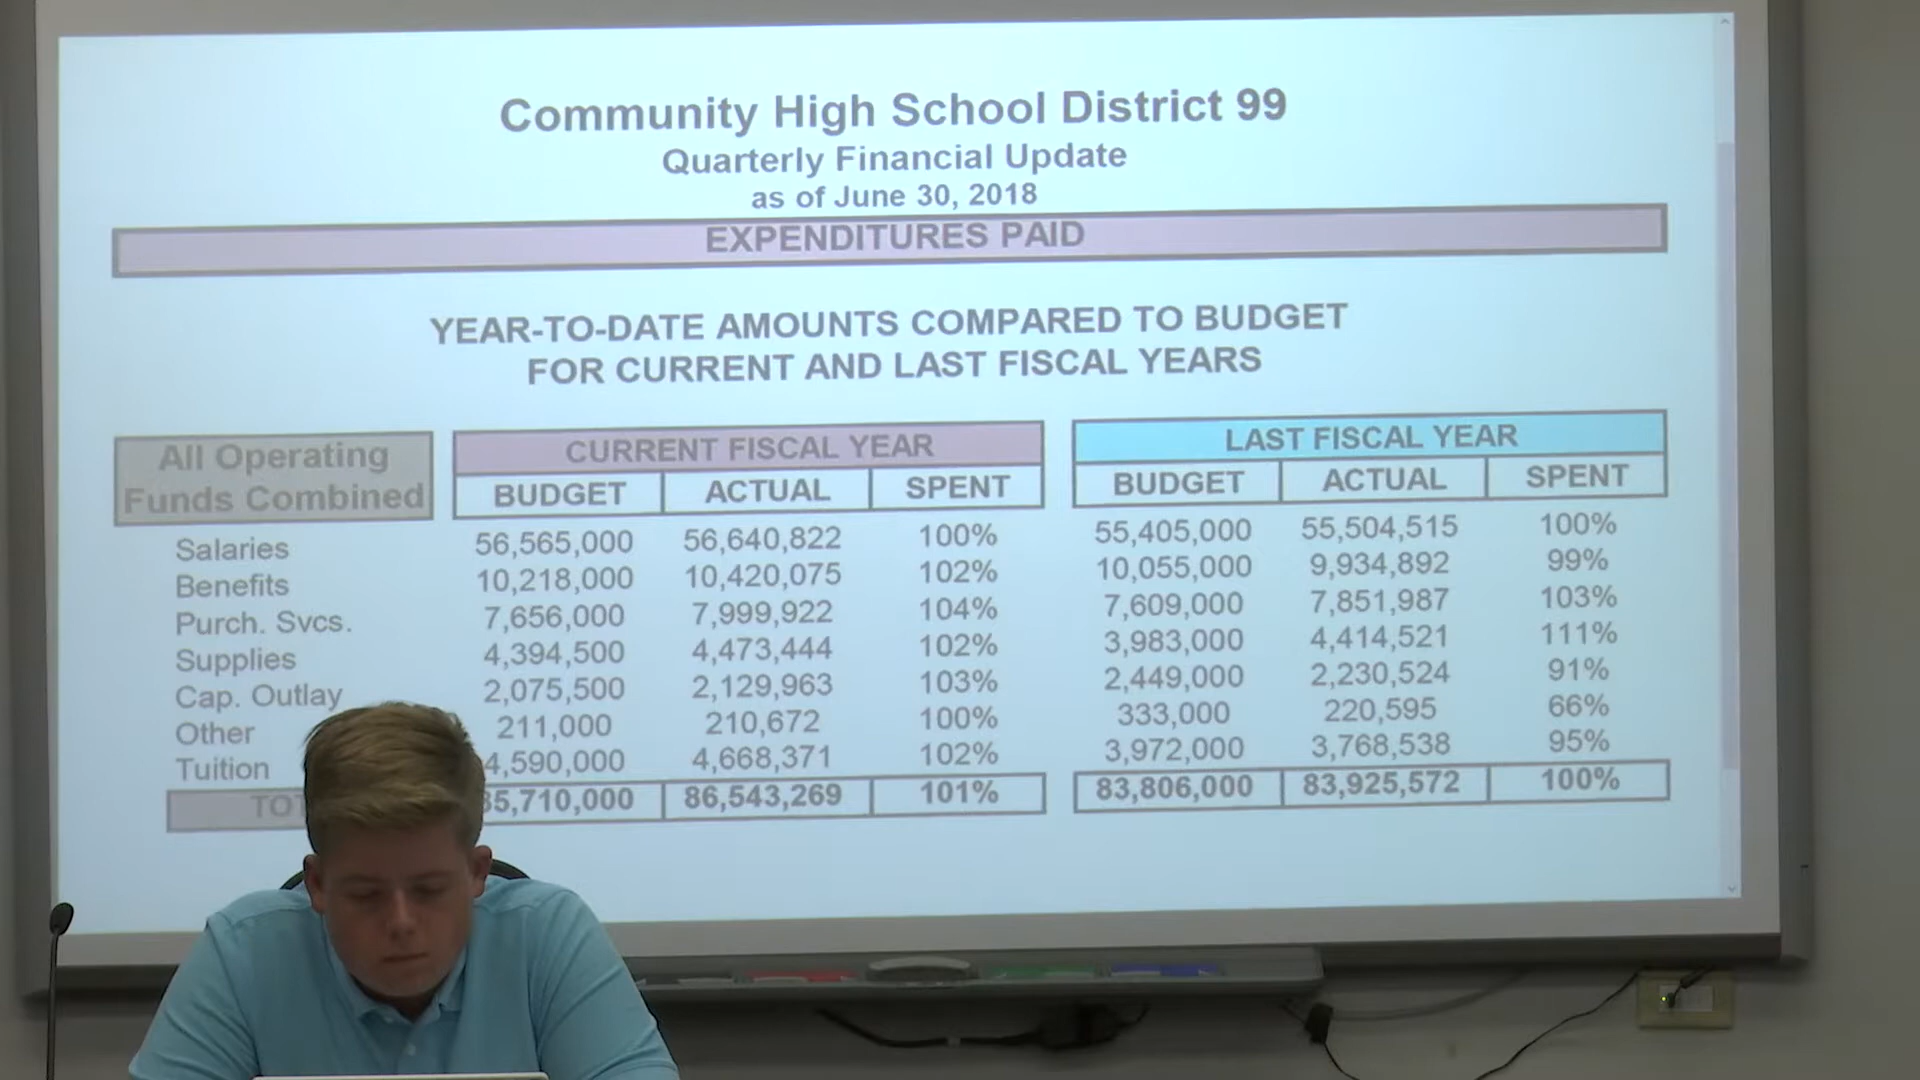 Community High School District 99
Quarterly Financial Update
as of June 30, 2018
EXPENDITURES PAID
YEAR-TO-DATE AMOUNTS COMPARED TO BUDGET
FOR CURRENT AND LAST FISCAL YEARS
All Operating
Funds Combined
CURRENT FISCAL YEAR LAST FISCAL YEAR
BUDGET ACTUAL SPENT BUDGET ACTUAL SPENT
Salaries 56,565,000 56,640,822 100% 55,405,000 55,504,515 100%
Benefits 10,218,000 10,420,075 102% 10,055,000 9,934,892 99%
Purch. Svcs. 7,656,000 7,999,922 104% 7,609,000 7,851,987 103%
Supplies 4,394,500 4,473,444 102% 3,983,000 4,414,521 111%
Cap. Outlay 2,075,500 2,129,963 103% 2,449,000 2,230,524 91%
Other 211,000 210,672 100% 333,000 220,595 66%
Tuition 4,590,000 4,668,371 102% 3,972,000 3,768,538 95%
86,543,269 101% 83,806,000 83,925,572 100%